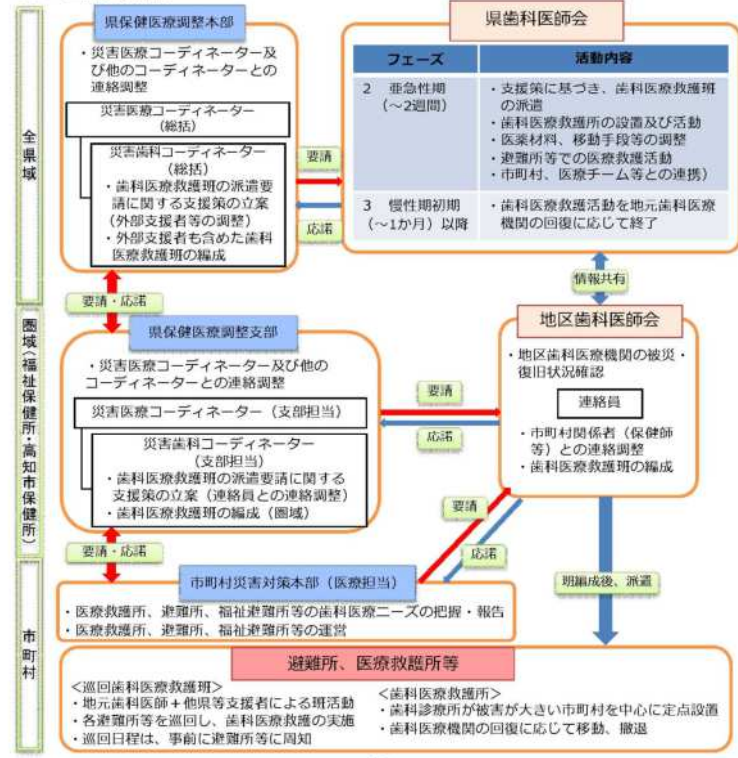 県保健医療調整本部
・災害医療コーディネーター及
び他のコーディネーターとの
連絡調整
災害医療コーディネーター
(総括)
災害歯科コーディネーター
(総括)
・歯科医療救護班の派遣要
請に関する支援策の立案
(外部支援者等の調整)
・外部支援者も含めた歯科
医療救護班の編成
要請
応諾
県歯科医師会
フェーズ
活動内容
2 亜急性期
(～2週間)
・支援策に基づき、歯科医療救護班
の派遣
・歯科医療救護所の設置及び活動
・医薬材料、移動手段等の調整
・避難所等での医療救護活動
・市町村、医療チーム等との連携)
3 慢性期初期
(～1か月)以降
・歯科医療救護活動を地元歯科医療
機関の回復に応じて終了
全県域
要請・応諾
情報共有
圏域(福祉保健所・高知市保健所)
県保健医療調整支部
・災害医療コーディネーター及び他の
コーディネーターとの連絡調整
災害医療コーディネーター(支部担当)
災害歯科コーディネーター
(支部担当)
・歯科医療救護班の派遣要請に関する
支援策の立案(連絡員との連絡調整)
・歯科医療救護班の編成(圏域)
要請
応諾
地区歯科医師会
・地区歯科医療機関の被災・
復旧状況確認
連絡員
・市町村関係者(保健師
等)との連絡調整
・歯科医療救護班の編成
要請・応諾
要請
応諾
班編成後、派遣
市町村
市町村災害対策本部(医療担当)
・医療救護所、避難所、福祉避難所等の歯科医療ニーズの把握・報告
・医療救護所、避難所、福祉避難所等の運営
避難所、医療救護所等
<巡回歯科医療救護班>
・地元歯科医師+他県等支援者による班活動
・各避難所等を巡回し、歯科医療救護の実施
・巡回日程は、事前に避難所等に周知
<歯科医療救護所>
・歯科診療所が被害が大きい市町村を中心に定点設置
・歯科医療機関の回復に応じて移動、撤退